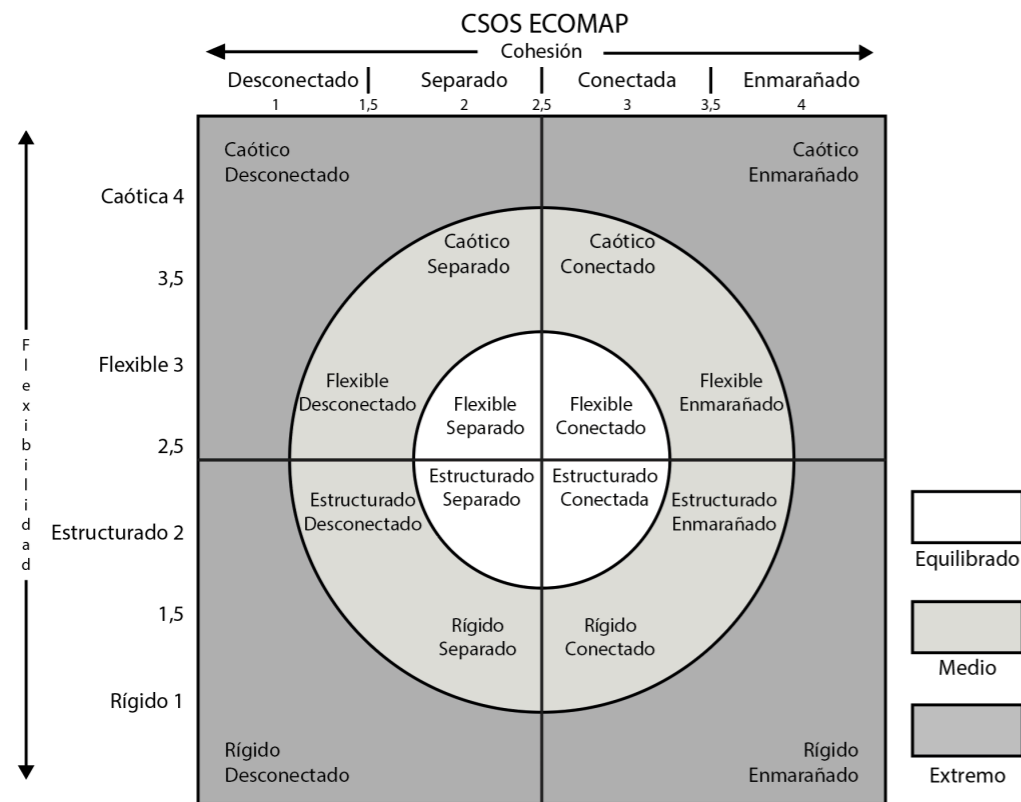 CSOS ECOMAP
Cohesión
Desconectado Separado Conectada Enmarañado
1 1,5 2 2,5 3 3,5 4
Flexibilidad
Caótica 4
3,5
Flexible 3
2,5
Estructurado 2
1,5
Rígido 1
Caótico
Desconectado
Caótico
Enmarañado
Caótico
Separado
Caótico
Conectado
Flexible
Desconectado
Flexible
Separado
Flexible
Conectado
Flexible
Enmarañado
Estructurado
Desconectado
Estructurado
Separado
Estructurado
Conectada
Estructurado
Enmarañado
Rígido
Separado
Rígido
Conectado
Rígido
Desconectado
Rígido
Enmarañado
Equilibrado
Medio
Extremo